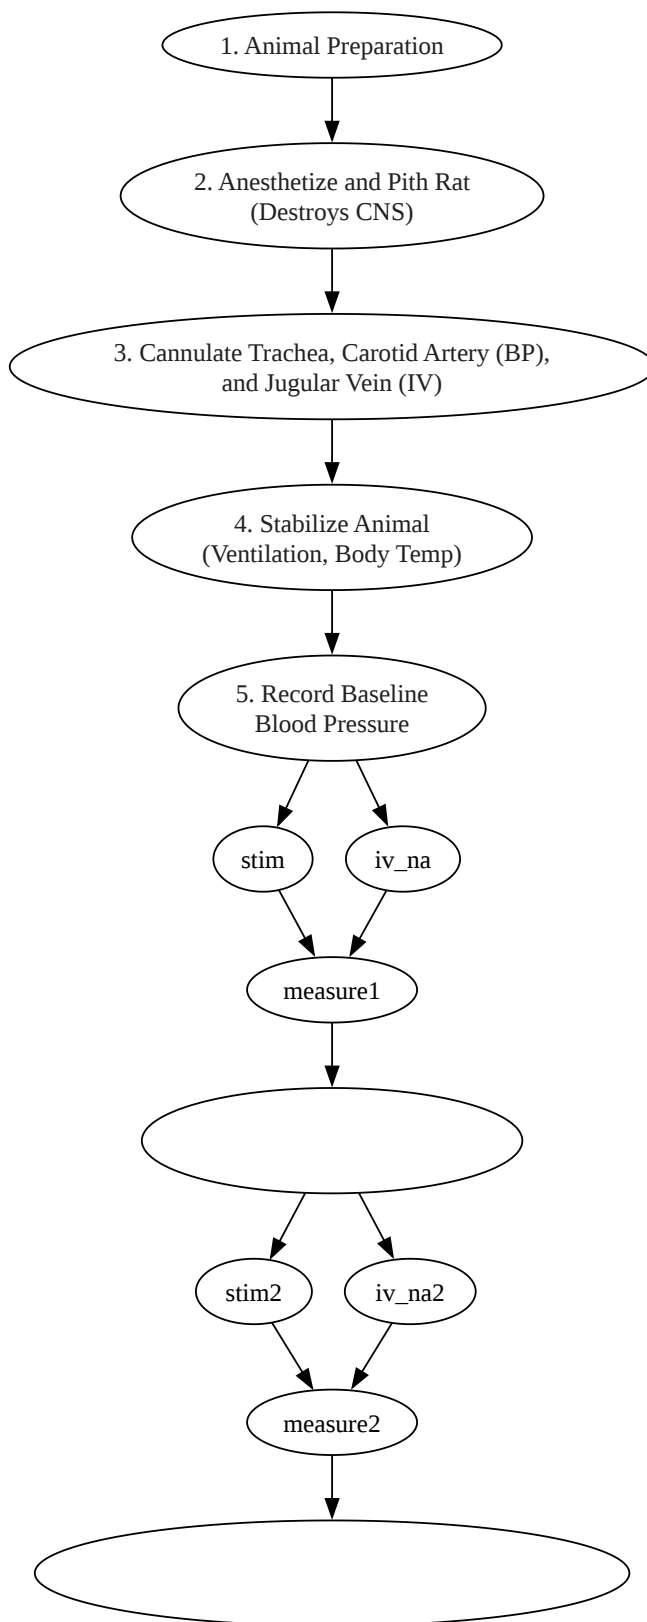 1. Animal Preparation
2. Anesthetize and Pith Rat
(Destroys CNS)
3. Cannulate Trachea, Carotid Artery (BP),
and Jugular Vein (IV)
4. Stabilize Animal
(Ventilation, Body Temp)
5. Record Baseline
Blood Pressure
stim
iv_na
measure1
stim2
iv_na2
measure2